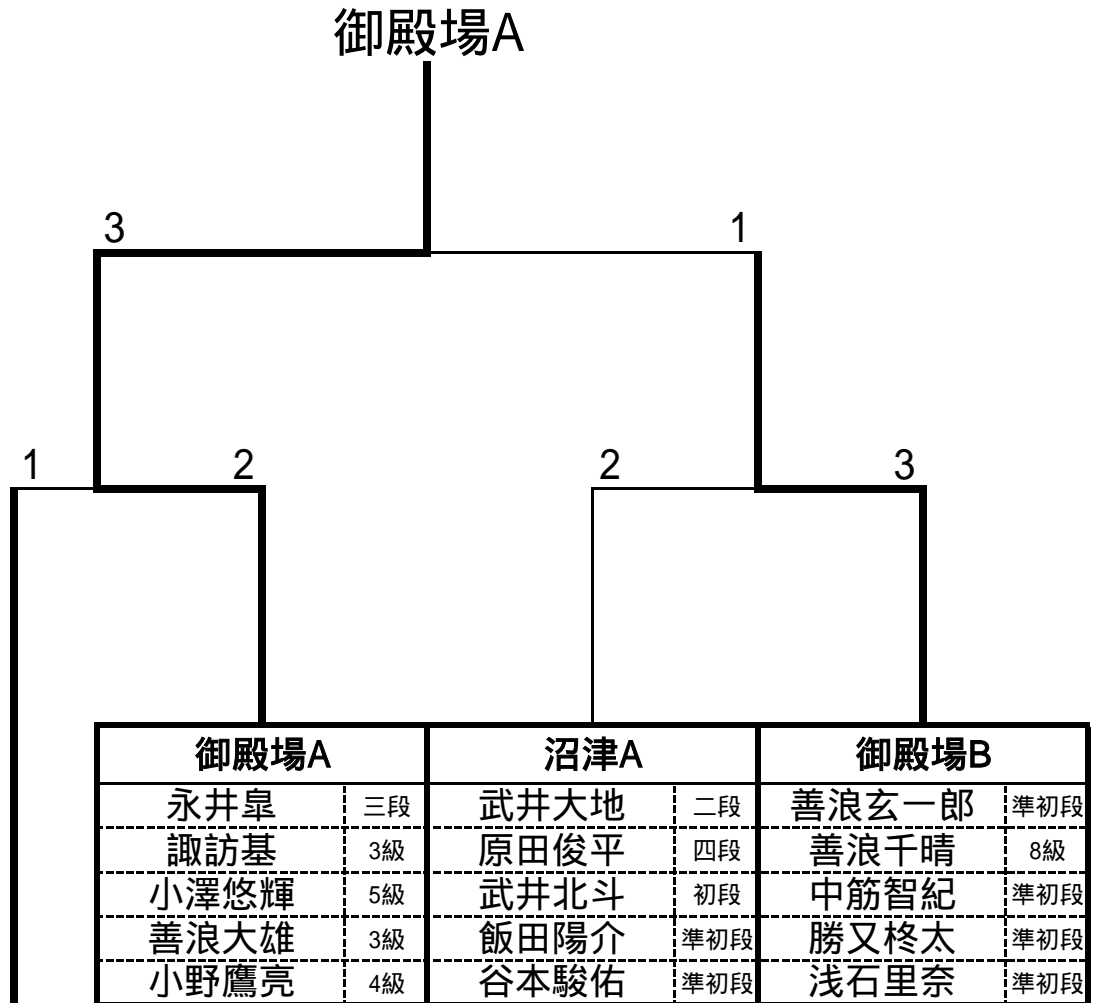 御殿場A
3 1
1 2 2 3
御殿場A 沼津A 御殿場B
永井皐 三段 武井大地 二段 善浪玄一郎 準初段
諏訪基 3級 原田俊平 四段 善浪千晴 8級
小澤悠輝 5級 武井北斗 初段 中筋智紀 準初段
善浪大雄 3級 飯田陽介 準初段 勝又柊太 準初段
小野鷹亮 4級 谷本駿佑 準初段 浅石里奈 準初段